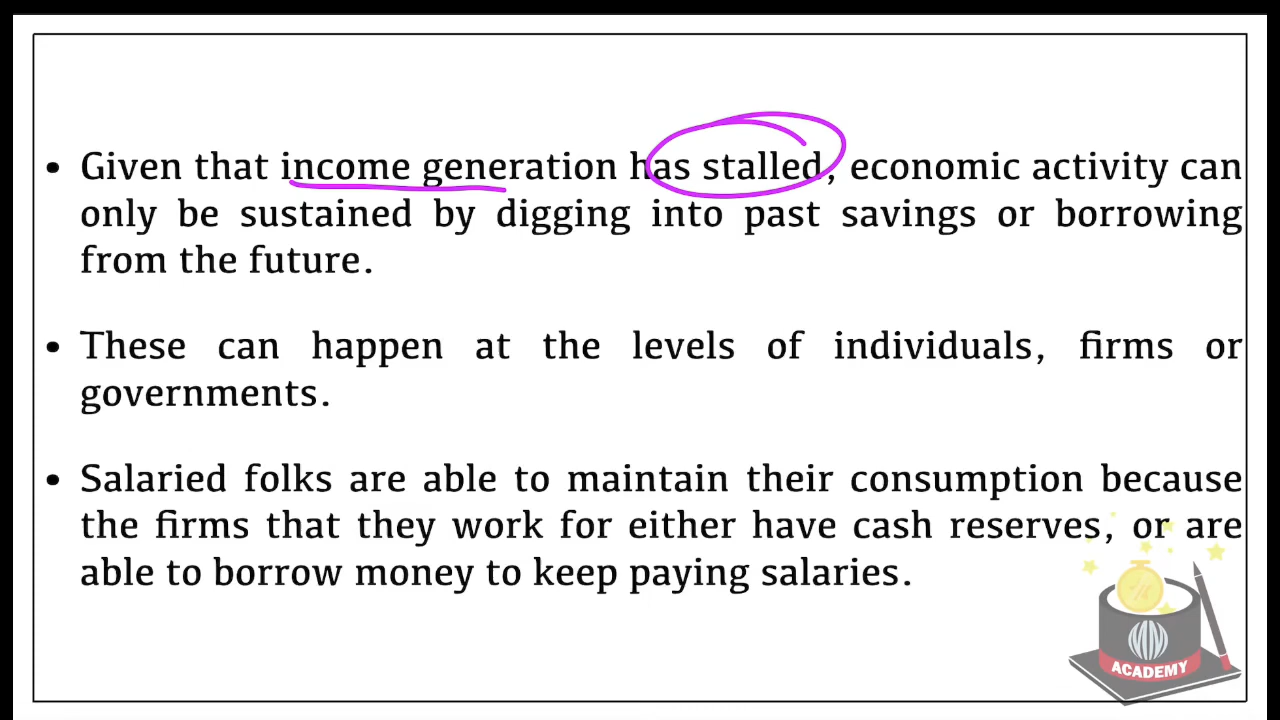 • Given that income generation has stalled, economic activity can
only be sustained by digging into past savings or borrowing
from the future.
• These can happen at the levels of individuals, firms or
governments.
• Salaried folks are able to maintain their consumption because
the firms that they work for either have cash reserves, or are
able to borrow money to keep paying salaries.
MN
ACADEMY